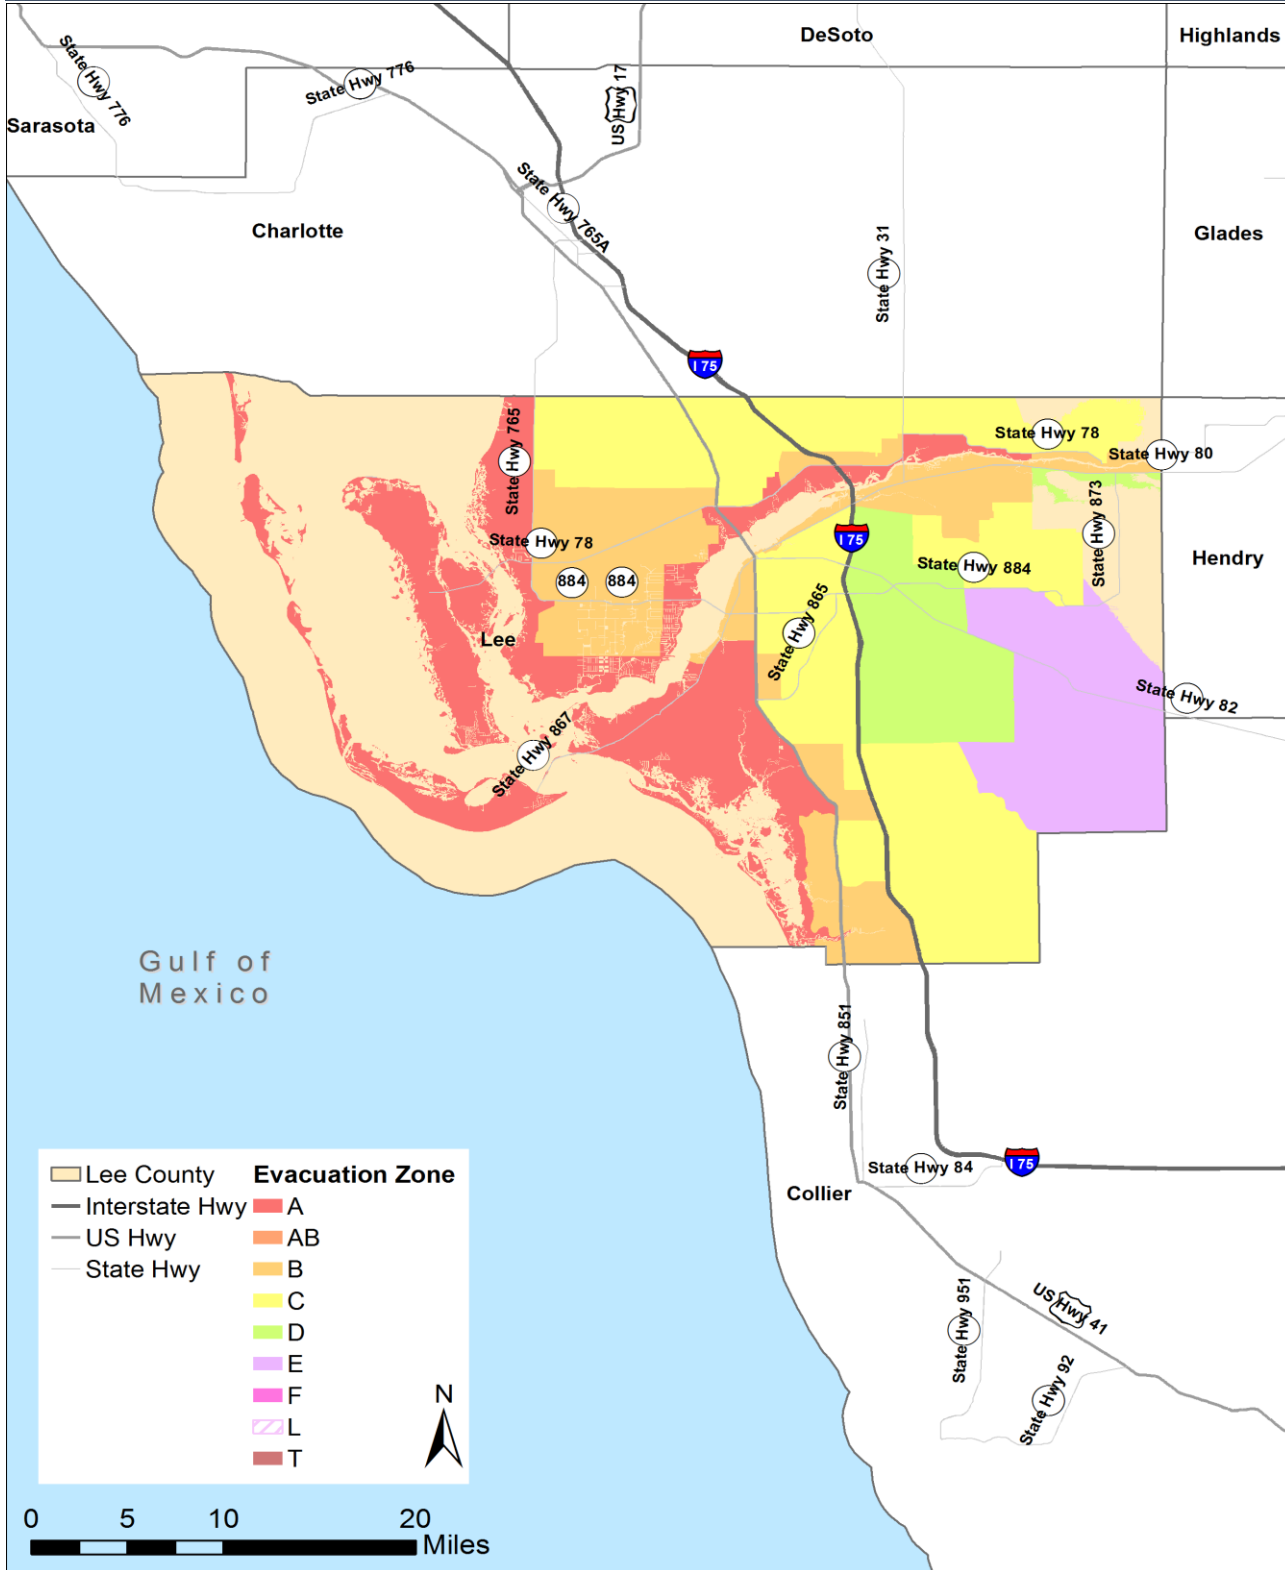 DeSoto
Highlands
State Hwy 776
State Hwy 776
US Hwy 17
Sarasota
State Hwy 765A
Charlotte
State Hwy 31
Glades
I 75
State Hwy 765
State Hwy 78
State Hwy 80
State Hwy 873
State Hwy 78
I 75
Hendry
884
884
State Hwy 884
State Hwy 865
Lee
State Hwy 82
State Hwy 867
Gulf of
Mexico
State Hwy 851
State Hwy 84
I 75
Collier
State Hwy 951
US Hwy 41
State Hwy 92
Lee County
Interstate Hwy
US Hwy
State Hwy
Evacuation Zone
A
AB
B
C
D
E
F
L
T
N
0 5 10 20
Miles